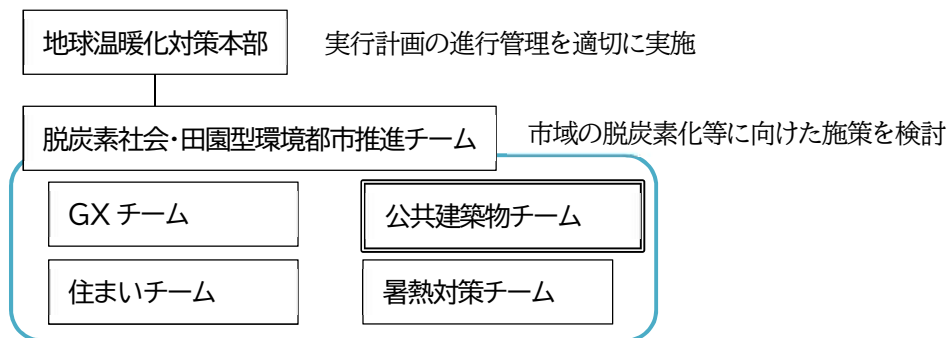 地球温暖化対策本部
実行計画の進行管理を適切に実施
脱炭素社会・田園型環境都市推進チーム
市域の脱炭素化等に向けた施策を検討
GX チーム
公共建築物チーム
住まいチーム
暑熱対策チーム